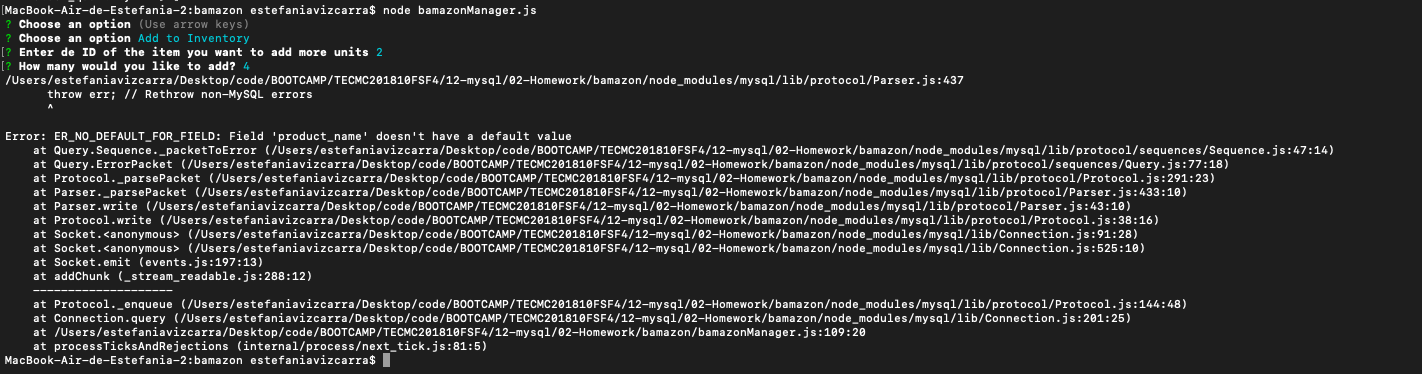 [MacBook-Air-de-Estefania-2:bamazon estefaniavizcarra$ node bamazonManager.js
? Choose an option (Use arrow keys)
? Choose an option Add to Inventory
[? Enter de ID of the item you want to add more units 2
[? How many would you like to add? 4
/Users/estefaniavizcarra/Desktop/code/BOOTCAMP/TECMC201810FSF4/12-mysql/02-Homework/bamazon/node_modules/mysql/lib/protocol/Parser.js:437
throw err; // Rethrow non-MySQL errors
^
Error: ER_NO_DEFAULT_FOR_FIELD: Field 'product_name' doesn't have a default value
at Query.Sequence._packetToError (/Users/estefaniavizcarra/Desktop/code/BOOTCAMP/TECMC201810FSF4/12-mysql/02-Homework/bamazon/node_modules/mysql/lib/protocol/sequences/Sequence.js:47:14)
at Query.ErrorPacket (/Users/estefaniavizcarra/Desktop/code/BOOTCAMP/TECMC201810FSF4/12-mysql/02-Homework/bamazon/node_modules/mysql/lib/protocol/sequences/Query.js:77:18)
at Protocol._parsePacket (/Users/estefaniavizcarra/Desktop/code/BOOTCAMP/TECMC201810FSF4/12-mysql/02-Homework/bamazon/node_modules/mysql/lib/protocol/Protocol.js:291:23)
at Parser._parsePacket (/Users/estefaniavizcarra/Desktop/code/BOOTCAMP/TECMC201810FSF4/12-mysql/02-Homework/bamazon/node_modules/mysql/lib/protocol/Parser.js:433:10)
at Parser.write (/Users/estefaniavizcarra/Desktop/code/BOOTCAMP/TECMC201810FSF4/12-mysql/02-Homework/bamazon/node_modules/mysql/lib/protocol/Parser.js:43:10)
at Protocol.write (/Users/estefaniavizcarra/Desktop/code/BOOTCAMP/TECMC201810FSF4/12-mysql/02-Homework/bamazon/node_modules/mysql/lib/protocol/Protocol.js:38:16)
at Socket.<anonymous> (/Users/estefaniavizcarra/Desktop/code/BOOTCAMP/TECMC201810FSF4/12-mysql/02-Homework/bamazon/node_modules/mysql/lib/Connection.js:91:28)
at Socket.<anonymous> (/Users/estefaniavizcarra/Desktop/code/BOOTCAMP/TECMC201810FSF4/12-mysql/02-Homework/bamazon/node_modules/mysql/lib/Connection.js:525:10)
at Socket.emit (events.js:197:13)
at addChunk (_stream_readable.js:288:12)
--------------------
at Protocol._enqueue (/Users/estefaniavizcarra/Desktop/code/BOOTCAMP/TECMC201810FSF4/12-mysql/02-Homework/bamazon/node_modules/mysql/lib/protocol/Protocol.js:144:48)
at Connection.query (/Users/estefaniavizcarra/Desktop/code/BOOTCAMP/TECMC201810FSF4/12-mysql/02-Homework/bamazon/node_modules/mysql/lib/Connection.js:201:25)
at /Users/estefaniavizcarra/Desktop/code/BOOTCAMP/TECMC201810FSF4/12-mysql/02-Homework/bamazon/bamazonManager.js:109:20
at processTicksAndRejections (internal/process/next_tick.js:81:5)
MacBook-Air-de-Estefania-2:bamazon estefaniavizcarra$